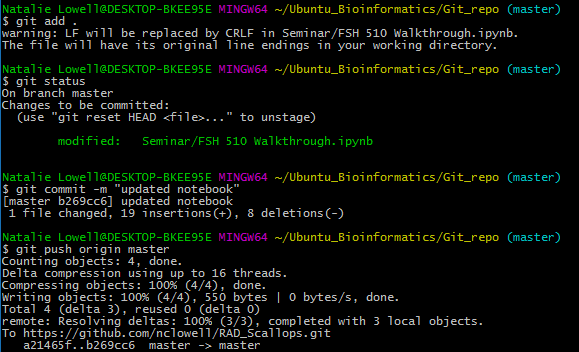 Natalie Lowell@DESKTOP-BKEE95E MINGW64 ~/Ubuntu_Bioinformatics/Git_repo (master)
$ git add .
warning: LF will be replaced by CRLF in Seminar/FSH 510 Walkthrough.ipynb.
The file will have its original line endings in your working directory.
Natalie Lowell@DESKTOP-BKEE95E MINGW64 ~/Ubuntu_Bioinformatics/Git_repo (master)
$ git status
On branch master
Changes to be committed:
  (use "git reset HEAD <file>..." to unstage)
        modified:   Seminar/FSH 510 Walkthrough.ipynb
Natalie Lowell@DESKTOP-BKEE95E MINGW64 ~/Ubuntu_Bioinformatics/Git_repo (master)
$ git commit -m "updated notebook"
[master b269cc6] updated notebook
 1 file changed, 19 insertions(+), 8 deletions(-)
Natalie Lowell@DESKTOP-BKEE95E MINGW64 ~/Ubuntu_Bioinformatics/Git_repo (master)
$ git push origin master
Counting objects: 4, done.
Delta compression using up to 16 threads.
Compressing objects: 100% (4/4), done.
Writing objects: 100% (4/4), 550 bytes | 0 bytes/s, done.
Total 4 (delta 3), reused 0 (delta 0)
remote: Resolving deltas: 100% (3/3), completed with 3 local objects.
To https://github.com/nclowell/RAD_Scallops.git
   a21465f..b269cc6  master -> master